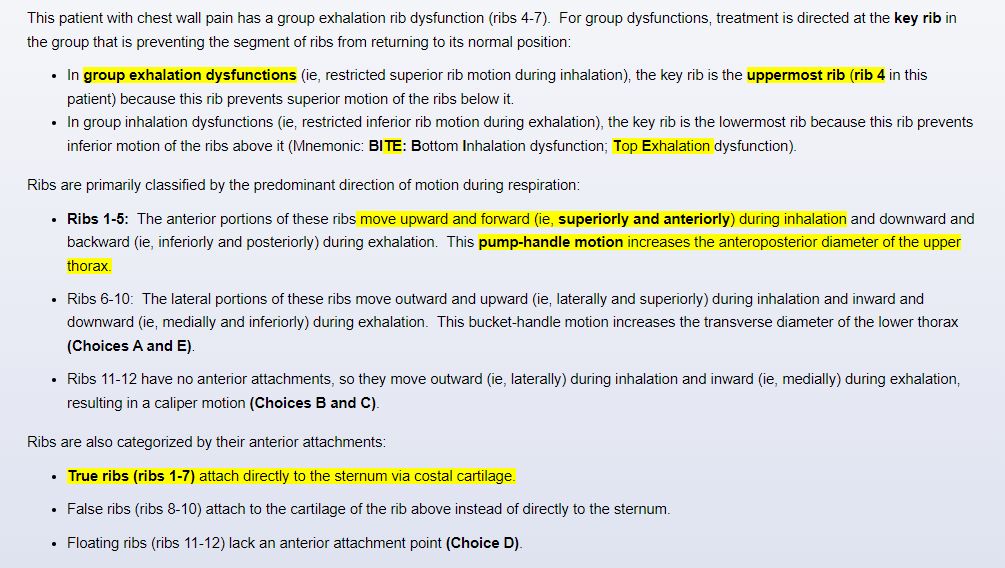 This patient with chest wall pain has a group exhalation rib dysfunction (ribs 4-7).  For group dysfunctions, treatment is directed at the key rib in
the group that is preventing the segment of ribs from returning to its normal position:
• In group exhalation dysfunctions (ie, restricted superior rib motion during inhalation), the key rib is the uppermost rib (rib 4 in this
patient) because this rib prevents superior motion of the ribs below it.
• In group inhalation dysfunctions (ie, restricted inferior rib motion during exhalation), the key rib is the lowermost rib because this rib prevents
inferior motion of the ribs above it (Mnemonic: BITE: Bottom Inhalation dysfunction; Top Exhalation dysfunction).
Ribs are primarily classified by the predominant direction of motion during respiration:
• Ribs 1-5:  The anterior portions of these ribs move upward and forward (ie, superiorly and anteriorly) during inhalation and downward and
backward (ie, inferiorly and posteriorly) during exhalation.  This pump-handle motion increases the anteroposterior diameter of the upper
thorax.
• Ribs 6-10:  The lateral portions of these ribs move outward and upward (ie, laterally and superiorly) during inhalation and inward and
downward (ie, medially and inferiorly) during exhalation.  This bucket-handle motion increases the transverse diameter of the lower thorax
(Choices A and E).
• Ribs 11-12 have no anterior attachments, so they move outward (ie, laterally) during inhalation and inward (ie, medially) during exhalation,
resulting in a caliper motion (Choices B and C).
Ribs are also categorized by their anterior attachments:
• True ribs (ribs 1-7) attach directly to the sternum via costal cartilage.
• False ribs (ribs 8-10) attach to the cartilage of the rib above instead of directly to the sternum.
• Floating ribs (ribs 11-12) lack an anterior attachment point (Choice D).